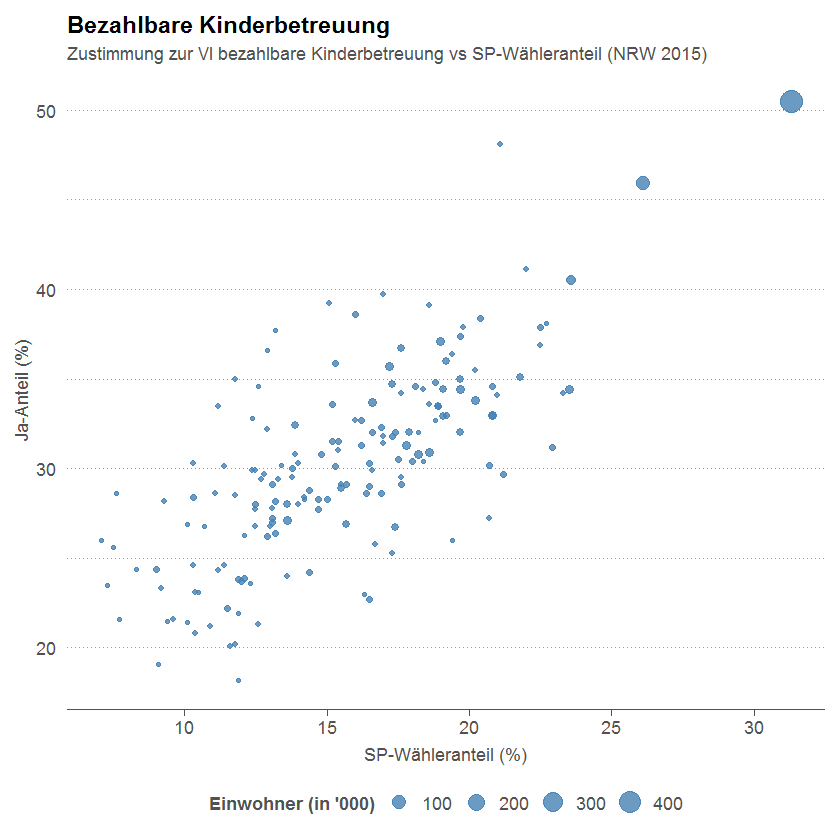 Bezahlbare Kinderbetreuung
Zustimmung zur VI bezahlbare Kinderbetreuung vs SP-Wähleranteil (NRW 2015)
50
40
30
20
Ja-Anteil (%)
10 15 20 25 30
SP-Wähleranteil (%)
Einwohner (in '000) 100 200 300 400